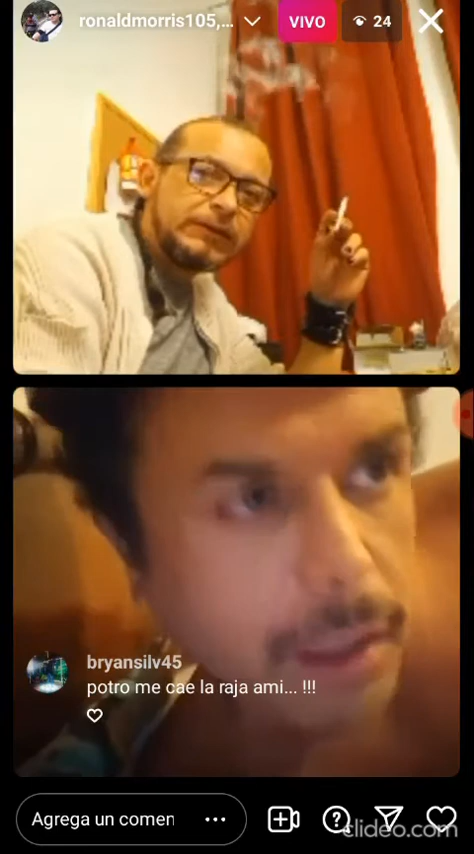 ronaldmorris105,...
VIVO
24
bryansilv45
potro me cae la raja ami... !!!
Agrega un comen
clideo.com